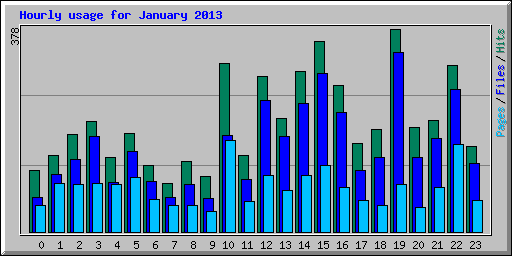 Hourly usage for January 2013
378
Pages / Files / Hits
0 1 2 3 4 5 6 7 8 9 10 11 12 13 14 15 16 17 18 19 20 21 22 23